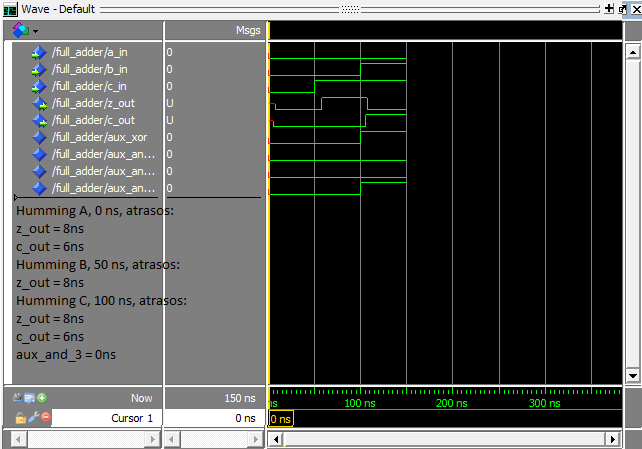 Wave - Default
Msgs
/full_adder/a_in 0
/full_adder/b_in 0
/full_adder/c_in 0
/full_adder/z_out U
/full_adder/c_out U
/full_adder/aux_xor 0
/full_adder/aux_an... 0
/full_adder/aux_an... 0
/full_adder/aux_an... 0
Humming A, 0 ns, atrasos:
z_out = 8ns
c_out = 6ns
Humming B, 50 ns, atrasos:
z_out = 8ns
Humming C, 100 ns, atrasos:
z_out = 8ns
c_out = 6ns
aux_and_3 = 0ns
Now 150 ns ns 100 ns 200 ns 300 ns
Cursor 1 0 ns 0 ns